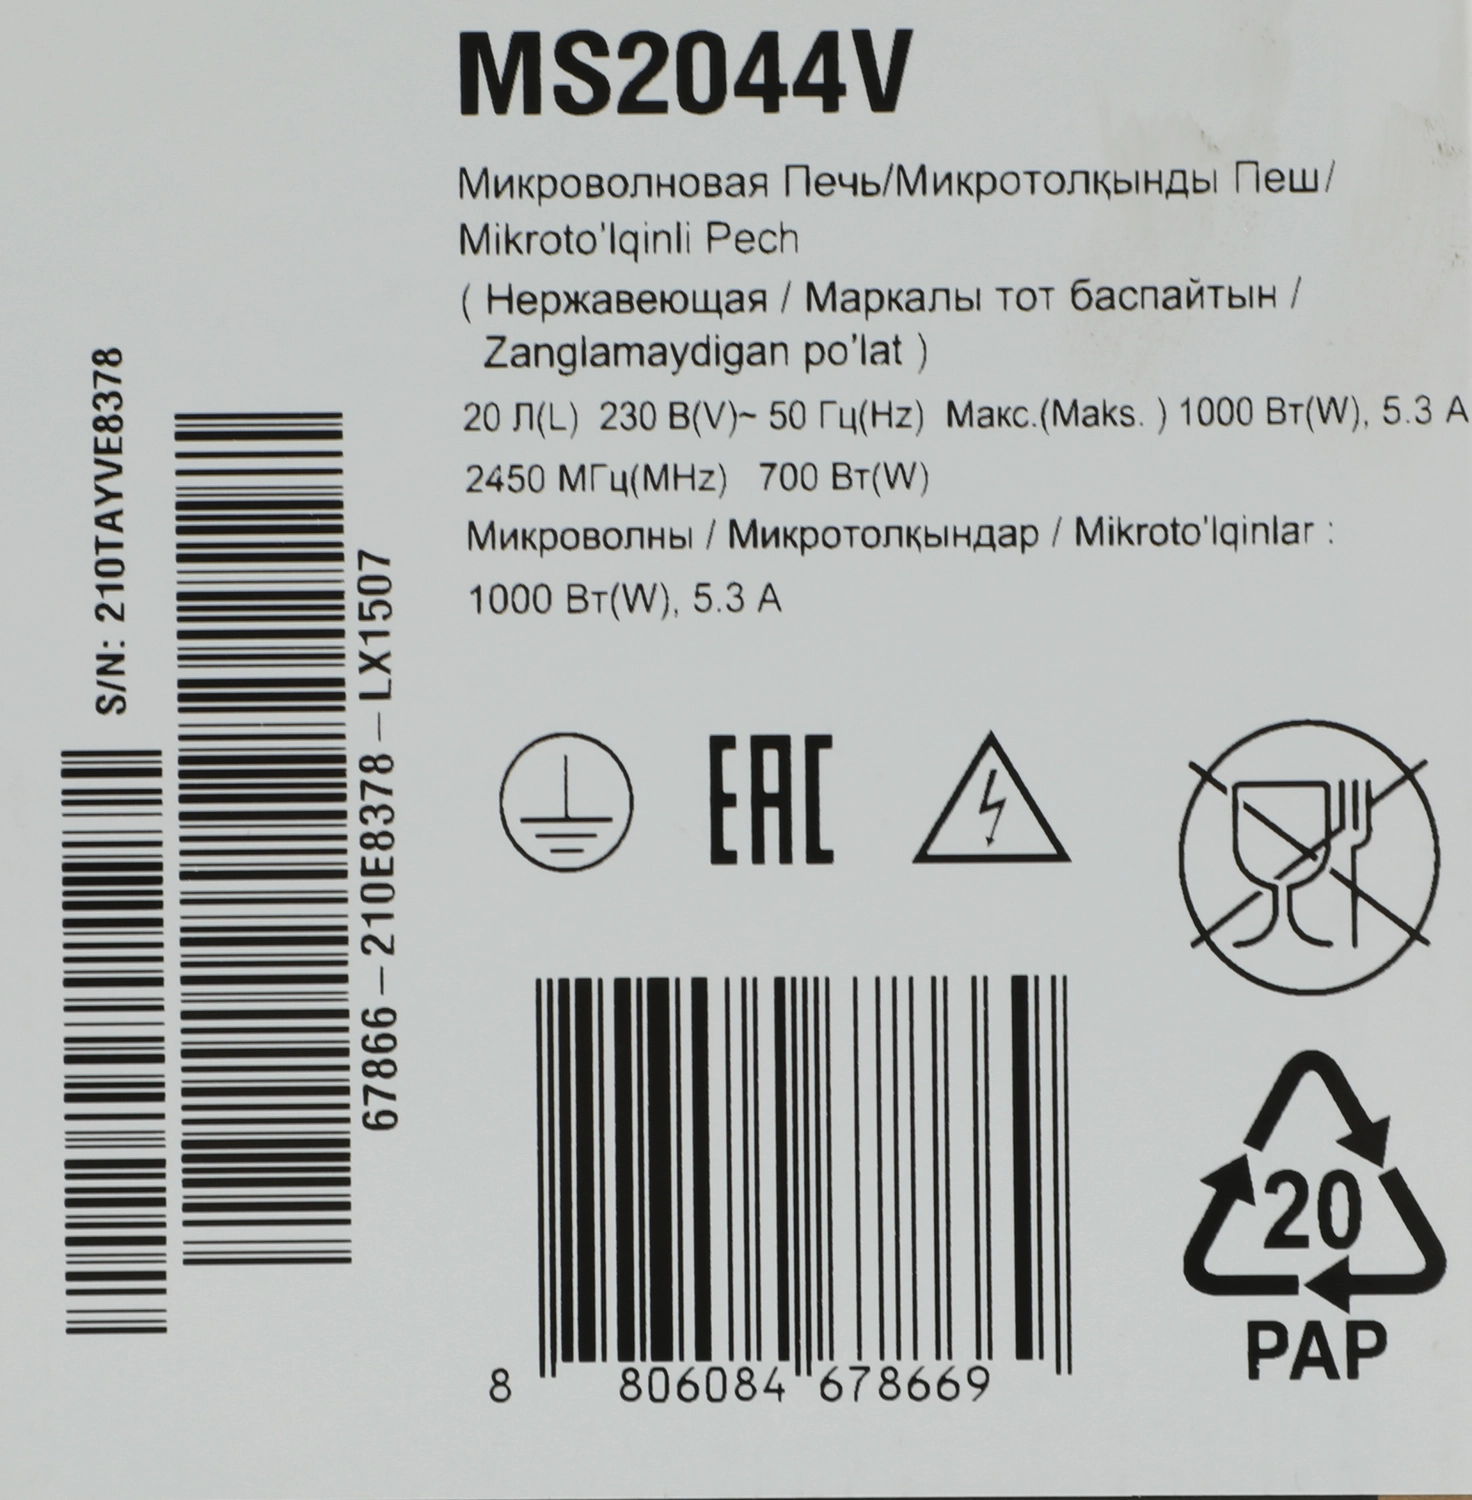 MS2044V
Микроволновая Печь/Микротолқынды Пеш/
Mikroto'lqinli Pech
( Нержавеющая / Маркалы тот баспайтын /
Zanglamaydigan po'lat )
20 Л(L) 230 В(V)~ 50 Гц(Hz) Макс.(Maks. ) 1000 Вт(W), 5.3 А
2450 МГц(MHz) 700 Вт(W)
Микроволны / Микротолқындар / Mikroto'lqinlar :
1000 Вт(W), 5.3 А
S/N: 210TAYVE8378
67866-210E8378-LX1507
EAC
8 806084 678669
20
PAP